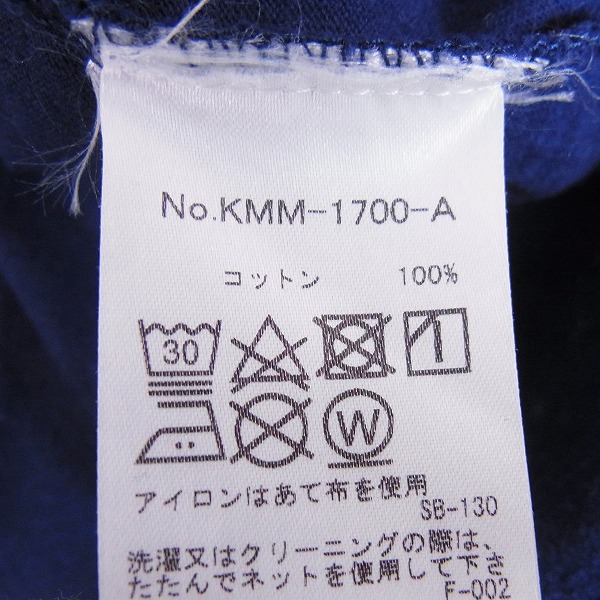 No.KMM-1700-A
コットン 100%
30
W
アイロンはあて布を使用
SB-130
洗濯又はクリーニングの際は、
たたんでネットを使用して下さ
F-002